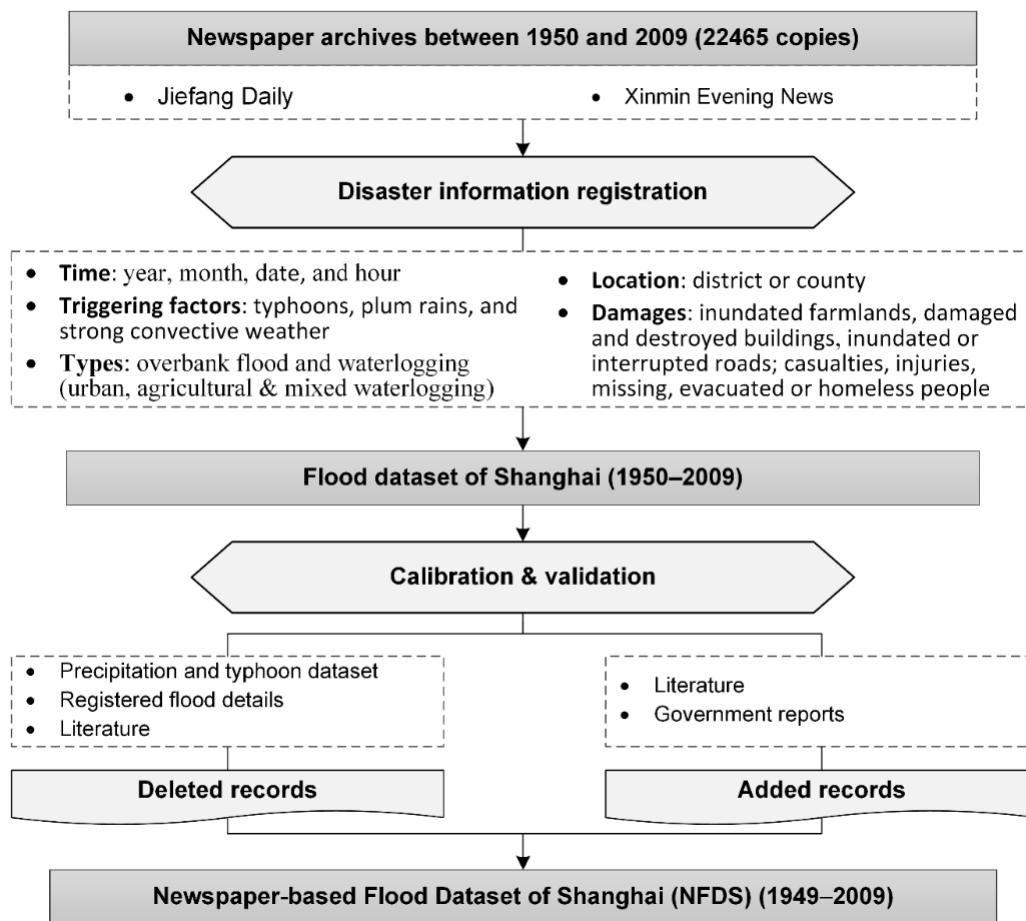 Newspaper archives between 1950 and 2009 (22465 copies)
• Jiefang Daily
• Xinmin Evening News
Disaster information registration
• Time: year, month, date, and hour
• Triggering factors: typhoons, plum rains, and
strong convective weather
• Types: overbank flood and waterlogging
(urban, agricultural & mixed waterlogging)
• Location: district or county
• Damages: inundated farmlands, damaged
and destroyed buildings, inundated or
interrupted roads; casualties, injuries,
missing, evacuated or homeless people
Flood dataset of Shanghai (1950–2009)
Calibration & validation
• Precipitation and typhoon dataset
• Registered flood details
• Literature
• Literature
• Government reports
Deleted records
Added records
Newspaper-based Flood Dataset of Shanghai (NFDS) (1949–2009)